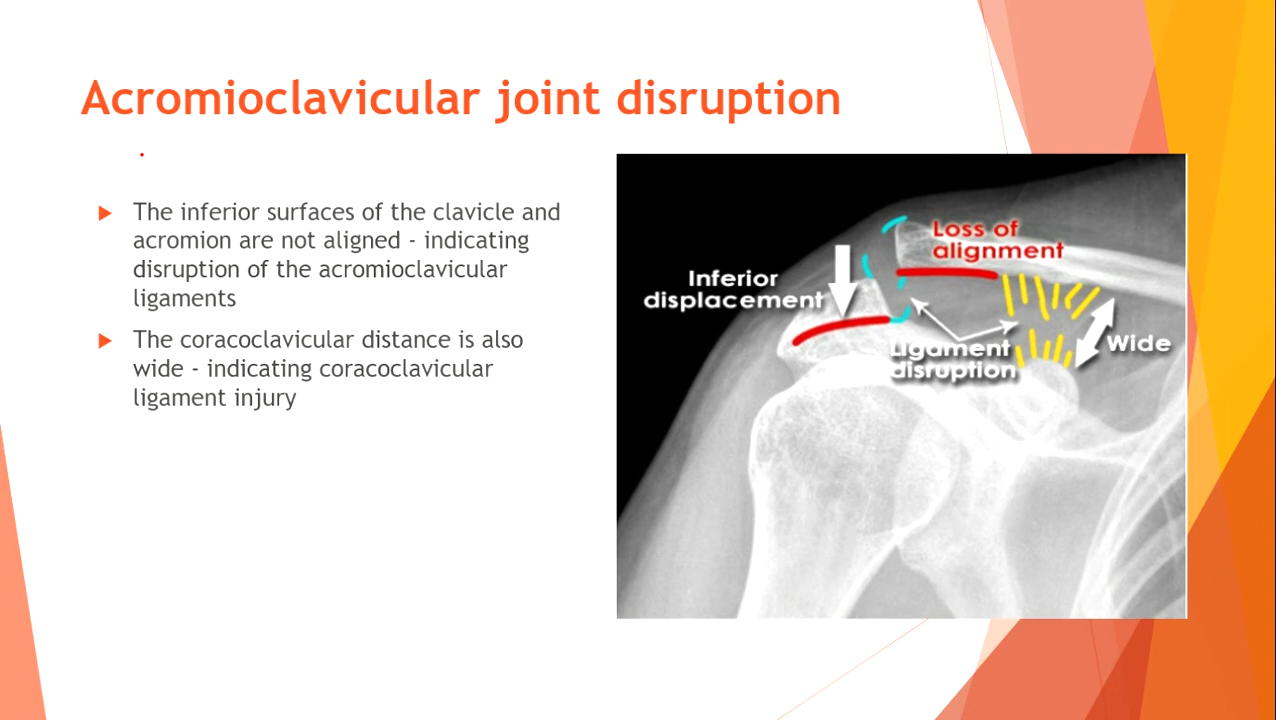 Acromioclavicular joint disruption
The inferior surfaces of the clavicle and
acromion are not aligned - indicating
disruption of the acromioclavicular
ligaments
The coracoclavicular distance is also
wide - indicating coracoclavicular
ligament injury
Loss of
alignment
Inferior
displacement
Ligament
disruption
Wide